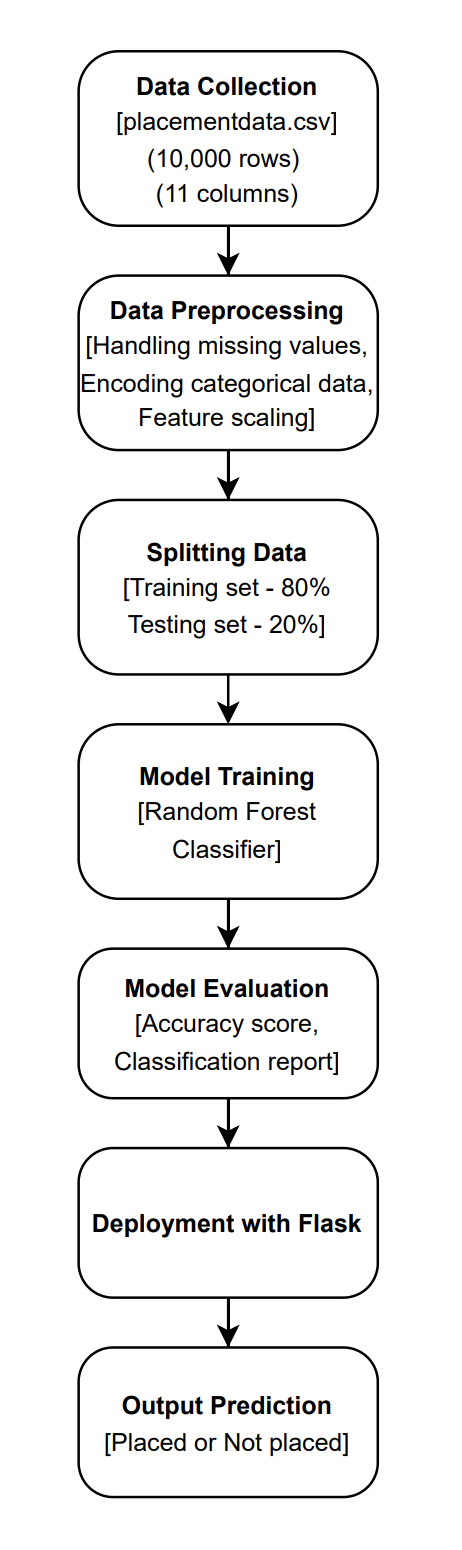 Data Collection
[placementdata.csv]
(10,000 rows)
(11 columns)
Data Preprocessing
[Handling missing values,
Encoding categorical data,
Feature scaling]
Splitting Data
[Training set - 80%
Testing set - 20%]
Model Training
[Random Forest
Classifier]
Model Evaluation
[Accuracy score,
Classification report]
Deployment with Flask
Output Prediction
[Placed or Not placed]